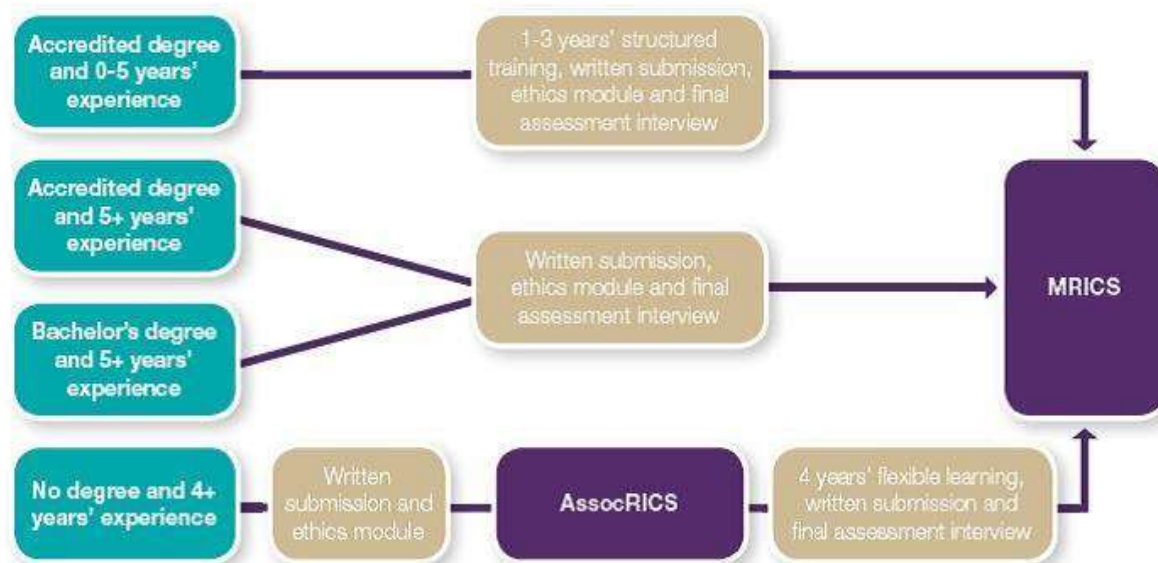 Accredited degree
and 0-5 years'
experience
1-3 years' structured
training, written submission,
ethics module and final
assessment interview
Accredited degree
and 5+ years'
experience
Written submission,
ethics module and final
assessment interview
MRICS
Bachelor's degree
and 5+ years'
experience
No degree and 4+
years' experience
Written
submission and
ethics module
AssocRICS
4 years' flexible learning,
written submission and
final assessment interview